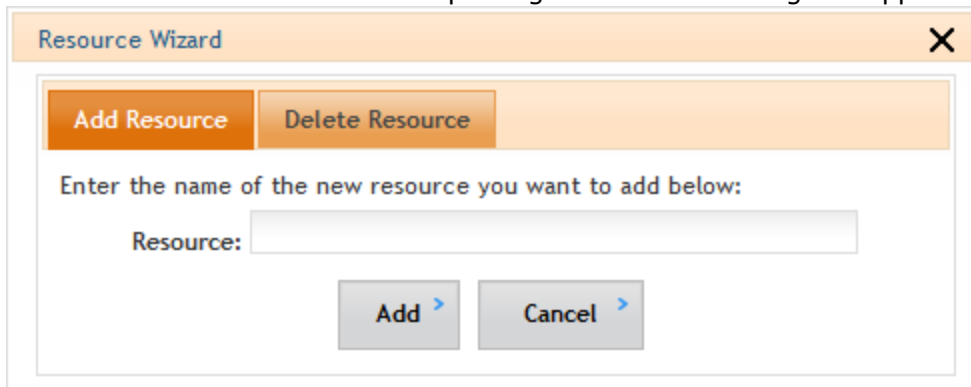 Resource Wizard
Add Resource Delete Resource
Enter the name of the new resource you want to add below:
Resource:
Add Cancel